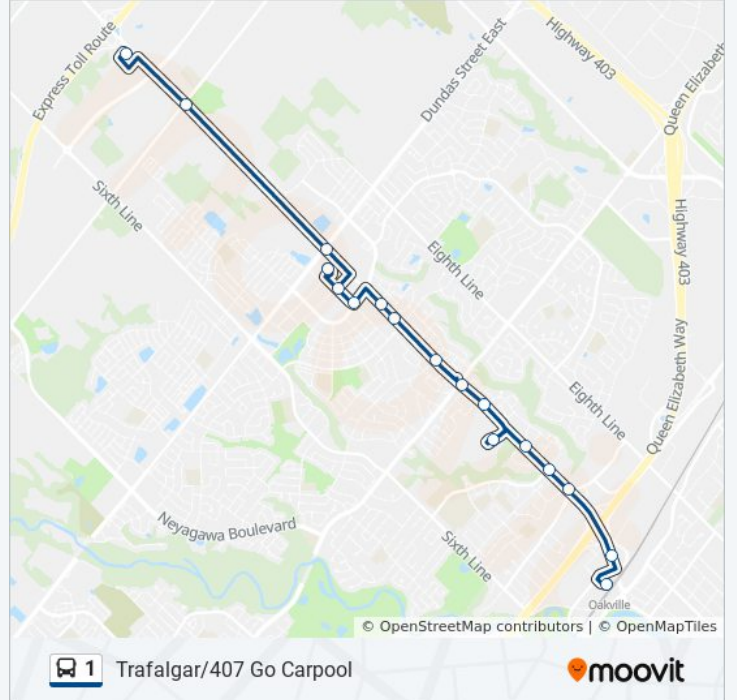 Express Toll Route
Highway 403
Dundas Street East
Queen Elizabeth
Sixth Line
Highway 403
Eighth Line
Queen Elizabeth Way
Eighth Line
Neyagawa Boulevard
Sixth Line
Oakville
© OpenStreetMap contributors | © OpenMapTiles
1 Trafalgar/407 Go Carpool
moovit